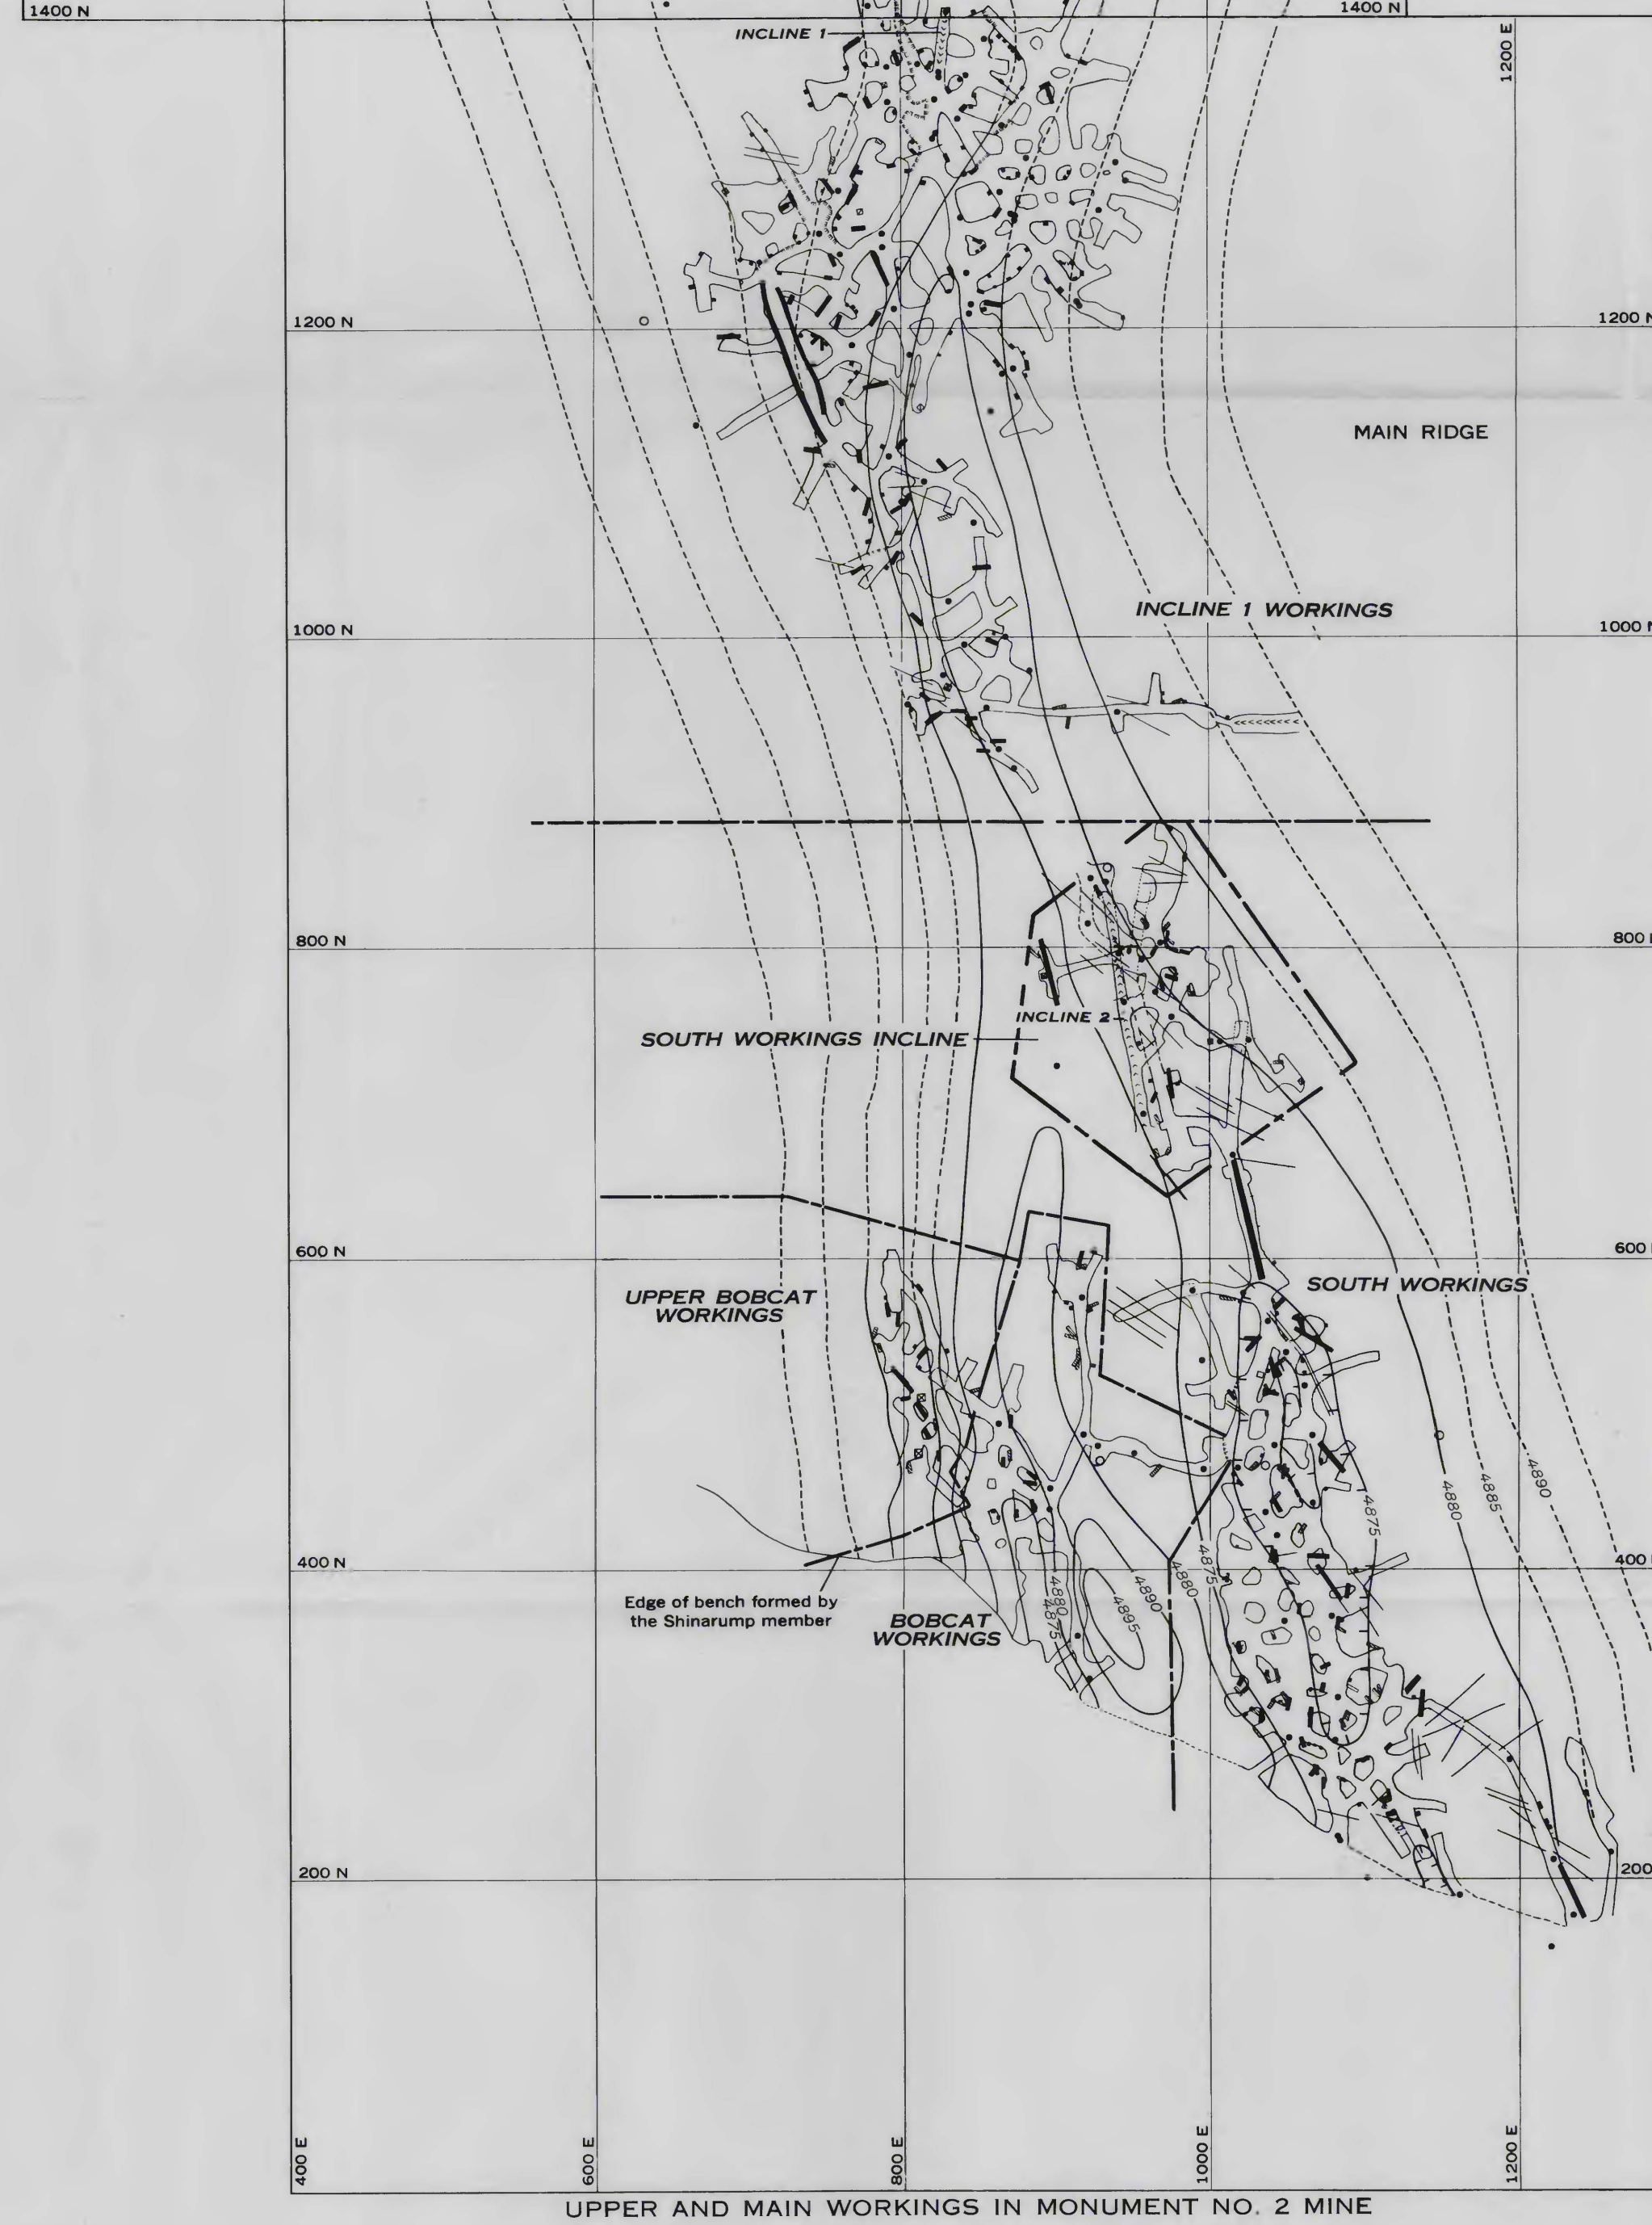 1400 N
1400 N
INCLINE 1
1200 E
1200 N
1200 N
MAIN RIDGE
INCLINE 1 WORKINGS
1000 N
1000 N
800 N
800
INCLINE 2
SOUTH WORKINGS INCLINE
600 N
600
UPPER BOBCAT
WORKINGS
SOUTH WORKINGS
4890
4885
4880
4875
400 N
400
4875
4880
4890
4895
4880
4875
Edge of bench formed by
the Shinarump member
BOBCAT
WORKINGS
200 N
200
400 E
600 E
800 E
1000 E
1200 E
UPPER AND MAIN WORKINGS IN MONUMENT NO. 2 MINE